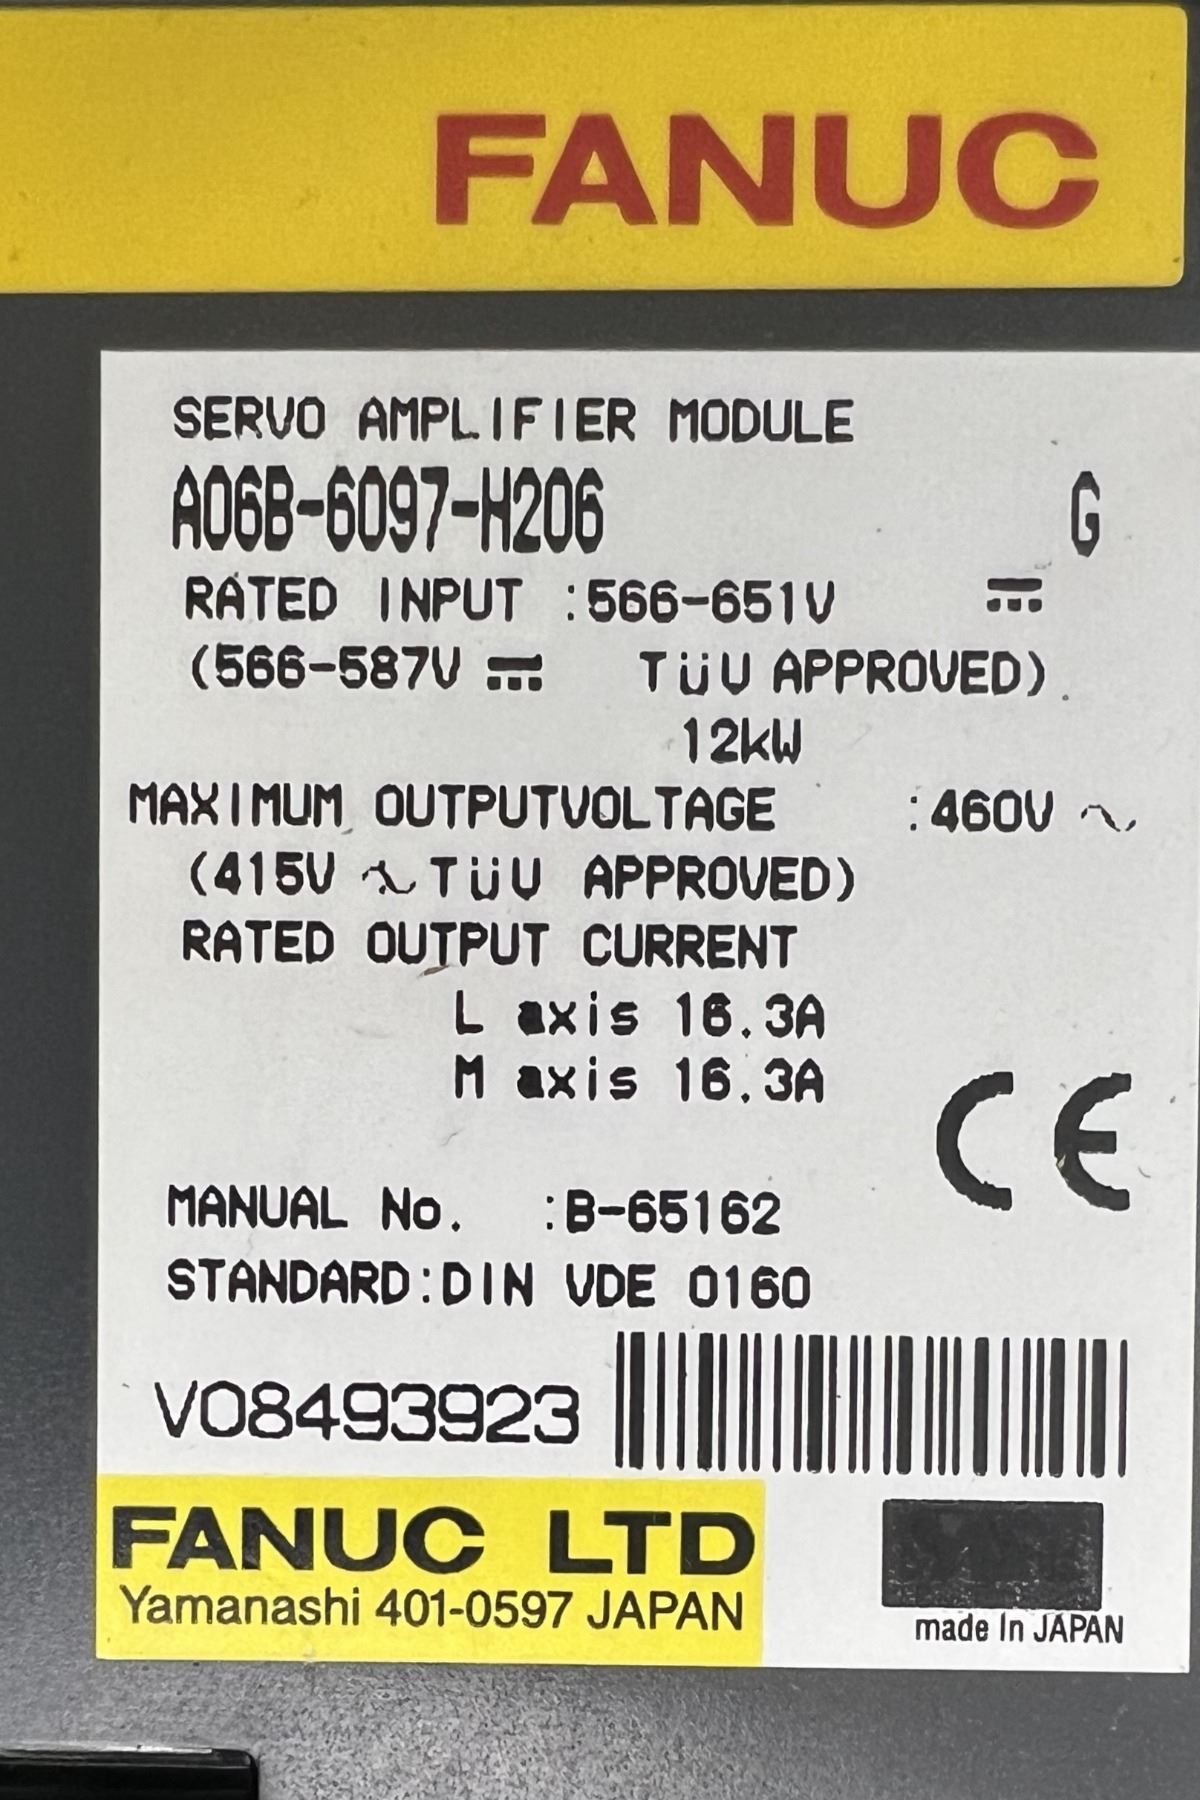 FANUC
SERVO AMPLIFIER MODULE
A06B-6097-H206 G
RATED INPUT :566-651V ⎓
(566-587V ⎓ TüV APPROVED)
12kW
MAXIMUM OUTPUTVOLTAGE :460V ∿
(415V ∿ TüV APPROVED)
RATED OUTPUT CURRENT
L axis 16.3A
M axis 16.3A
CE
MANUAL No. :B-65162
STANDARD:DIN VDE 0160
V08493923
FANUC LTD
Yamanashi 401-0597 JAPAN
made In JAPAN